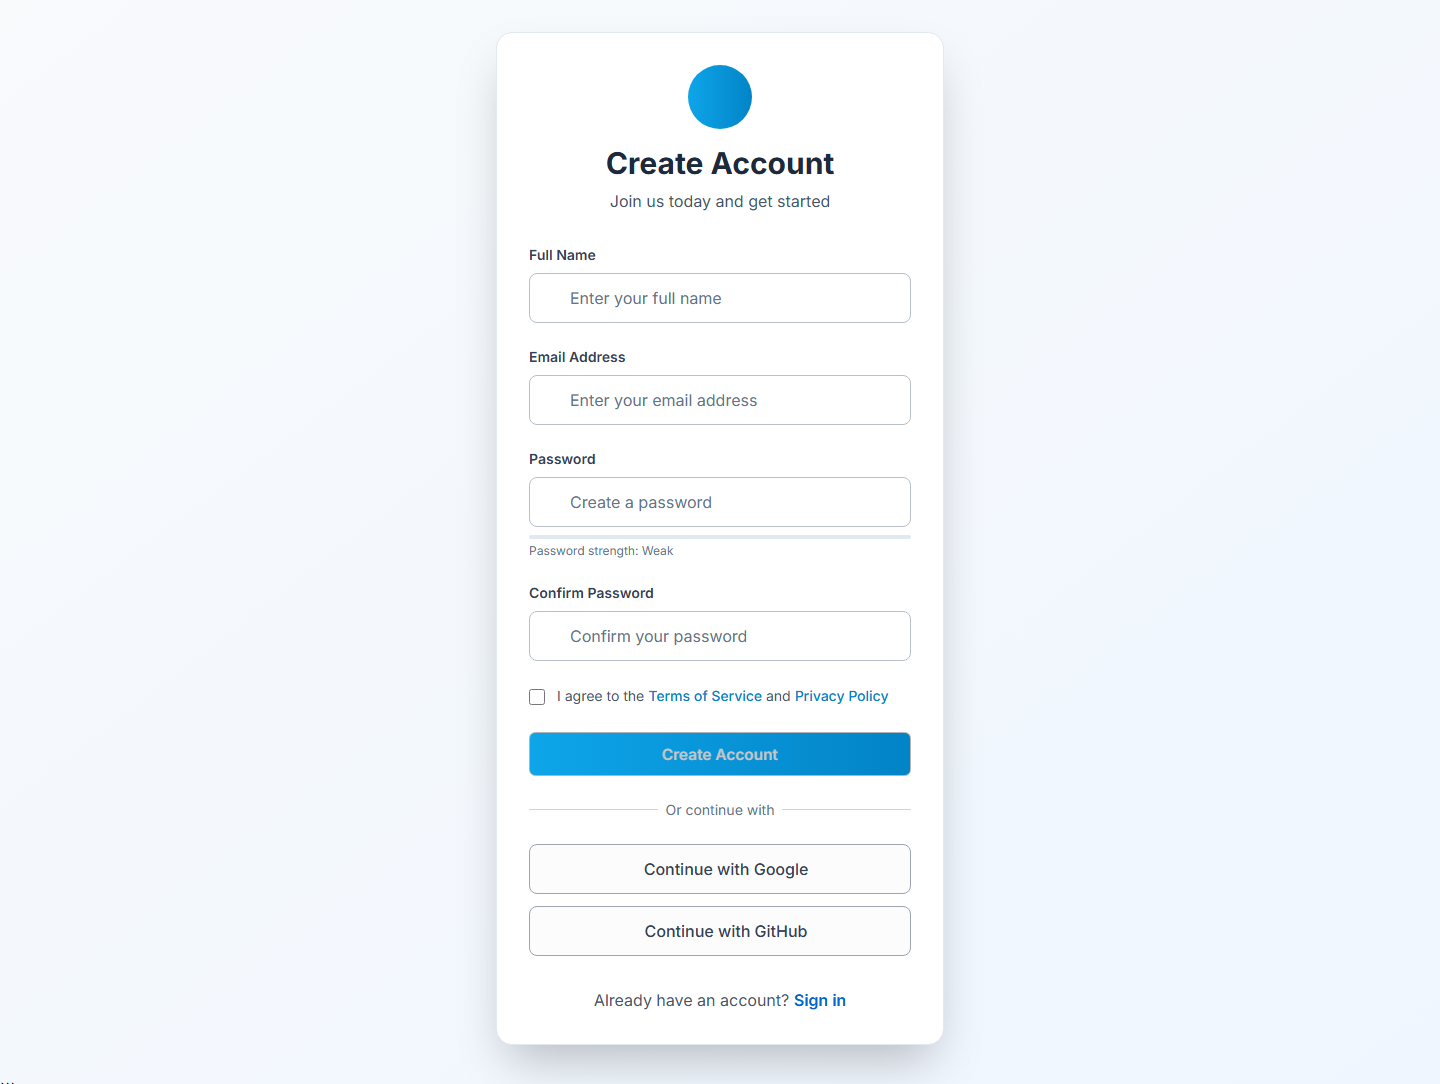 Create Account
Join us today and get started
Full Name
Enter your full name
Email Address
Enter your email address
Password
Create a password
Password strength: Weak
Confirm Password
Confirm your password
I agree to the Terms of Service and Privacy Policy
Create Account
Or continue with
Continue with Google
Continue with GitHub
Already have an account? Sign in